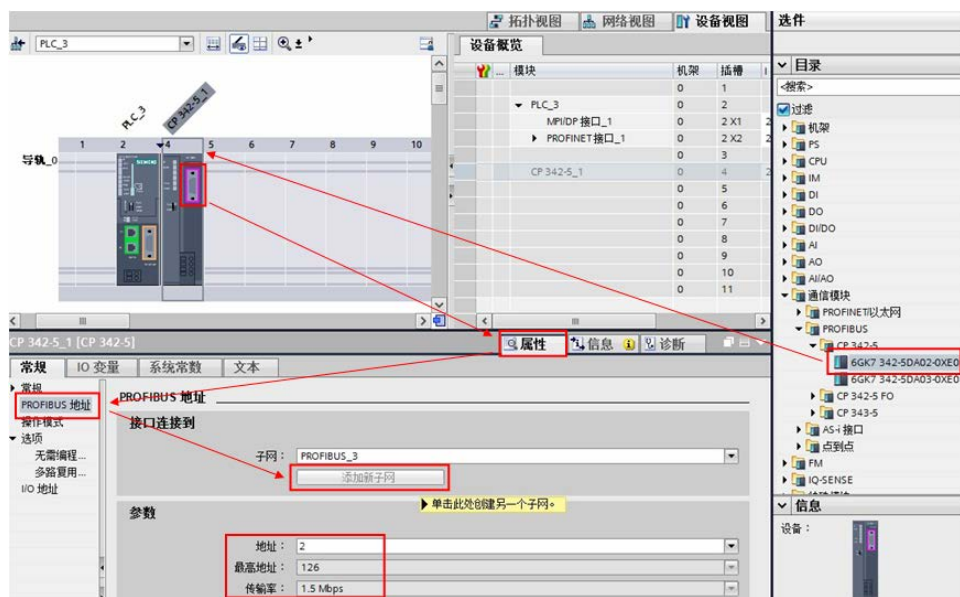 拓扑视图 网络视图 设备视图 选件
PLC_3
设备概览
模块 机架 插槽
0 1
PLC_3 0 2
MPI/DP 接口_1 0 2 X1 2
PROFINET接口_1 0 2 X2 2
0 3
CP 342-5_1 0 4 2
0 5
0 6
0 7
0 8
0 9
0 10
0 11
PLC_3
CP 342-5_1
1 2 4 5 6 7 8 9 10
导轨_0
SIEMENS
目录
<搜索>
过滤
机架
PS
CPU
IM
DI
DO
DI/DO
AI
AO
AI/AO
通信模块
PROFINET/以太网
PROFIBUS
CP 342-5
6GK7 342-5DA02-0XE0
6GK7 342-5DA03-0XE0
CP 342-5 FO
CP 343-5
AS-i 接口
点到点
FM
IQ-SENSE
信息
设备：
CP 342-5_1 [CP 342-5]
属性 信息 诊断
常规 IO 变量 系统常数 文本
常规
PROFIBUS 地址
操作模式
选项
无需编程...
多路复用...
I/O 地址
PROFIBUS 地址
接口连接到
子网： PROFIBUS_3
添加新子网
单击此处创建另一个子网。
参数
地址： 2
最高地址： 126
传输率： 1.5 Mbps